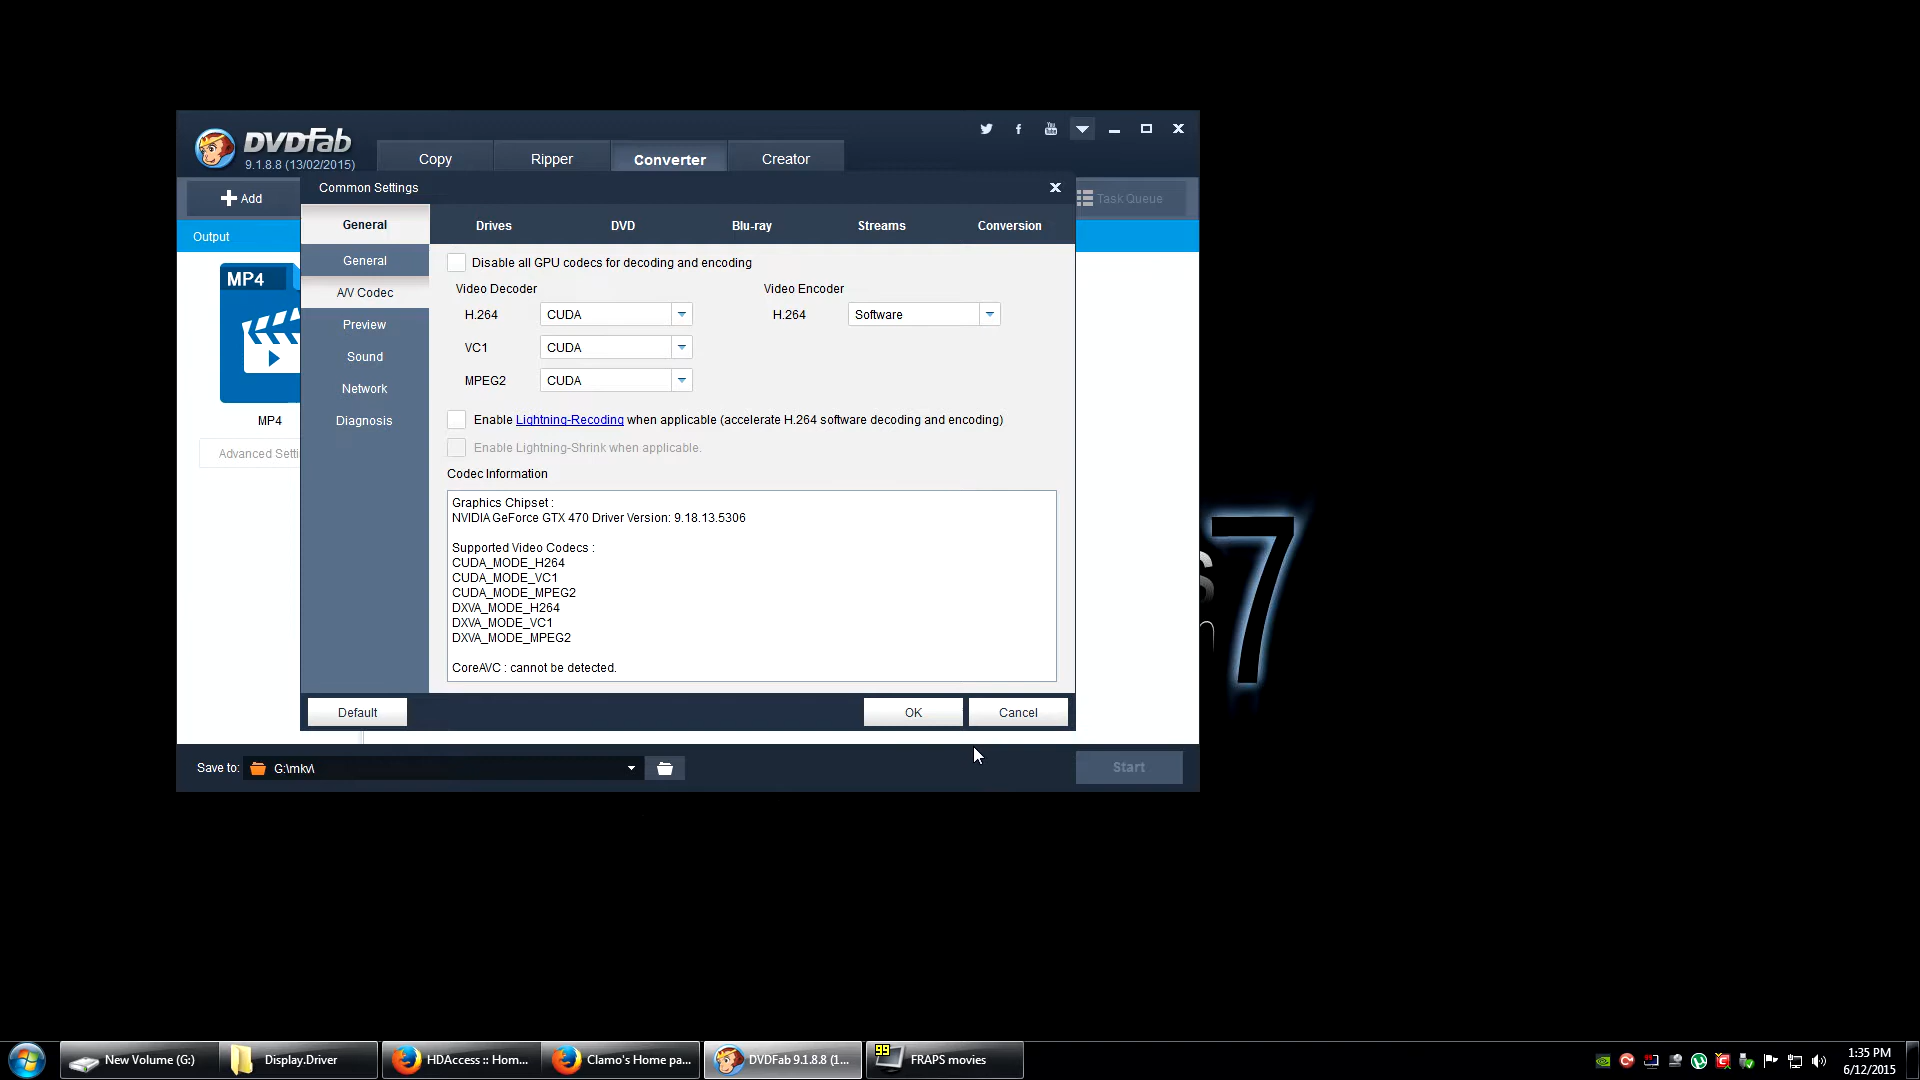 DVDFab
9.1.8.8 (13/02/2015)
Copy
Ripper
Converter
Creator
Add
Task Queue
Common Settings
General
Drives
DVD
Blu-ray
Streams
Conversion
Output
General
A/V Codec
Preview
Sound
Network
Diagnosis
MP4
MP4
Advanced Setti
Disable all GPU codecs for decoding and encoding
Video Decoder
Video Encoder
H.264 CUDA
H.264 Software
VC1 CUDA
MPEG2 CUDA
Enable Lightning-Recoding when applicable (accelerate H.264 software decoding and encoding)
Enable Lightning-Shrink when applicable.
Codec Information
Graphics Chipset :
NVIDIA GeForce GTX 470 Driver Version: 9.18.13.5306
Supported Video Codecs :
CUDA_MODE_H264
CUDA_MODE_VC1
CUDA_MODE_MPEG2
DXVA_MODE_H264
DXVA_MODE_VC1
DXVA_MODE_MPEG2
CoreAVC : cannot be detected.
Default
OK
Cancel
Save to: G:\mkv\
Start
7
New Volume (G:)
Display.Driver
HDAccess :: Hom...
Clamo's Home pa...
DVDFab 9.1.8.8 (1...
99
FRAPS movies
1:35 PM
6/12/2015